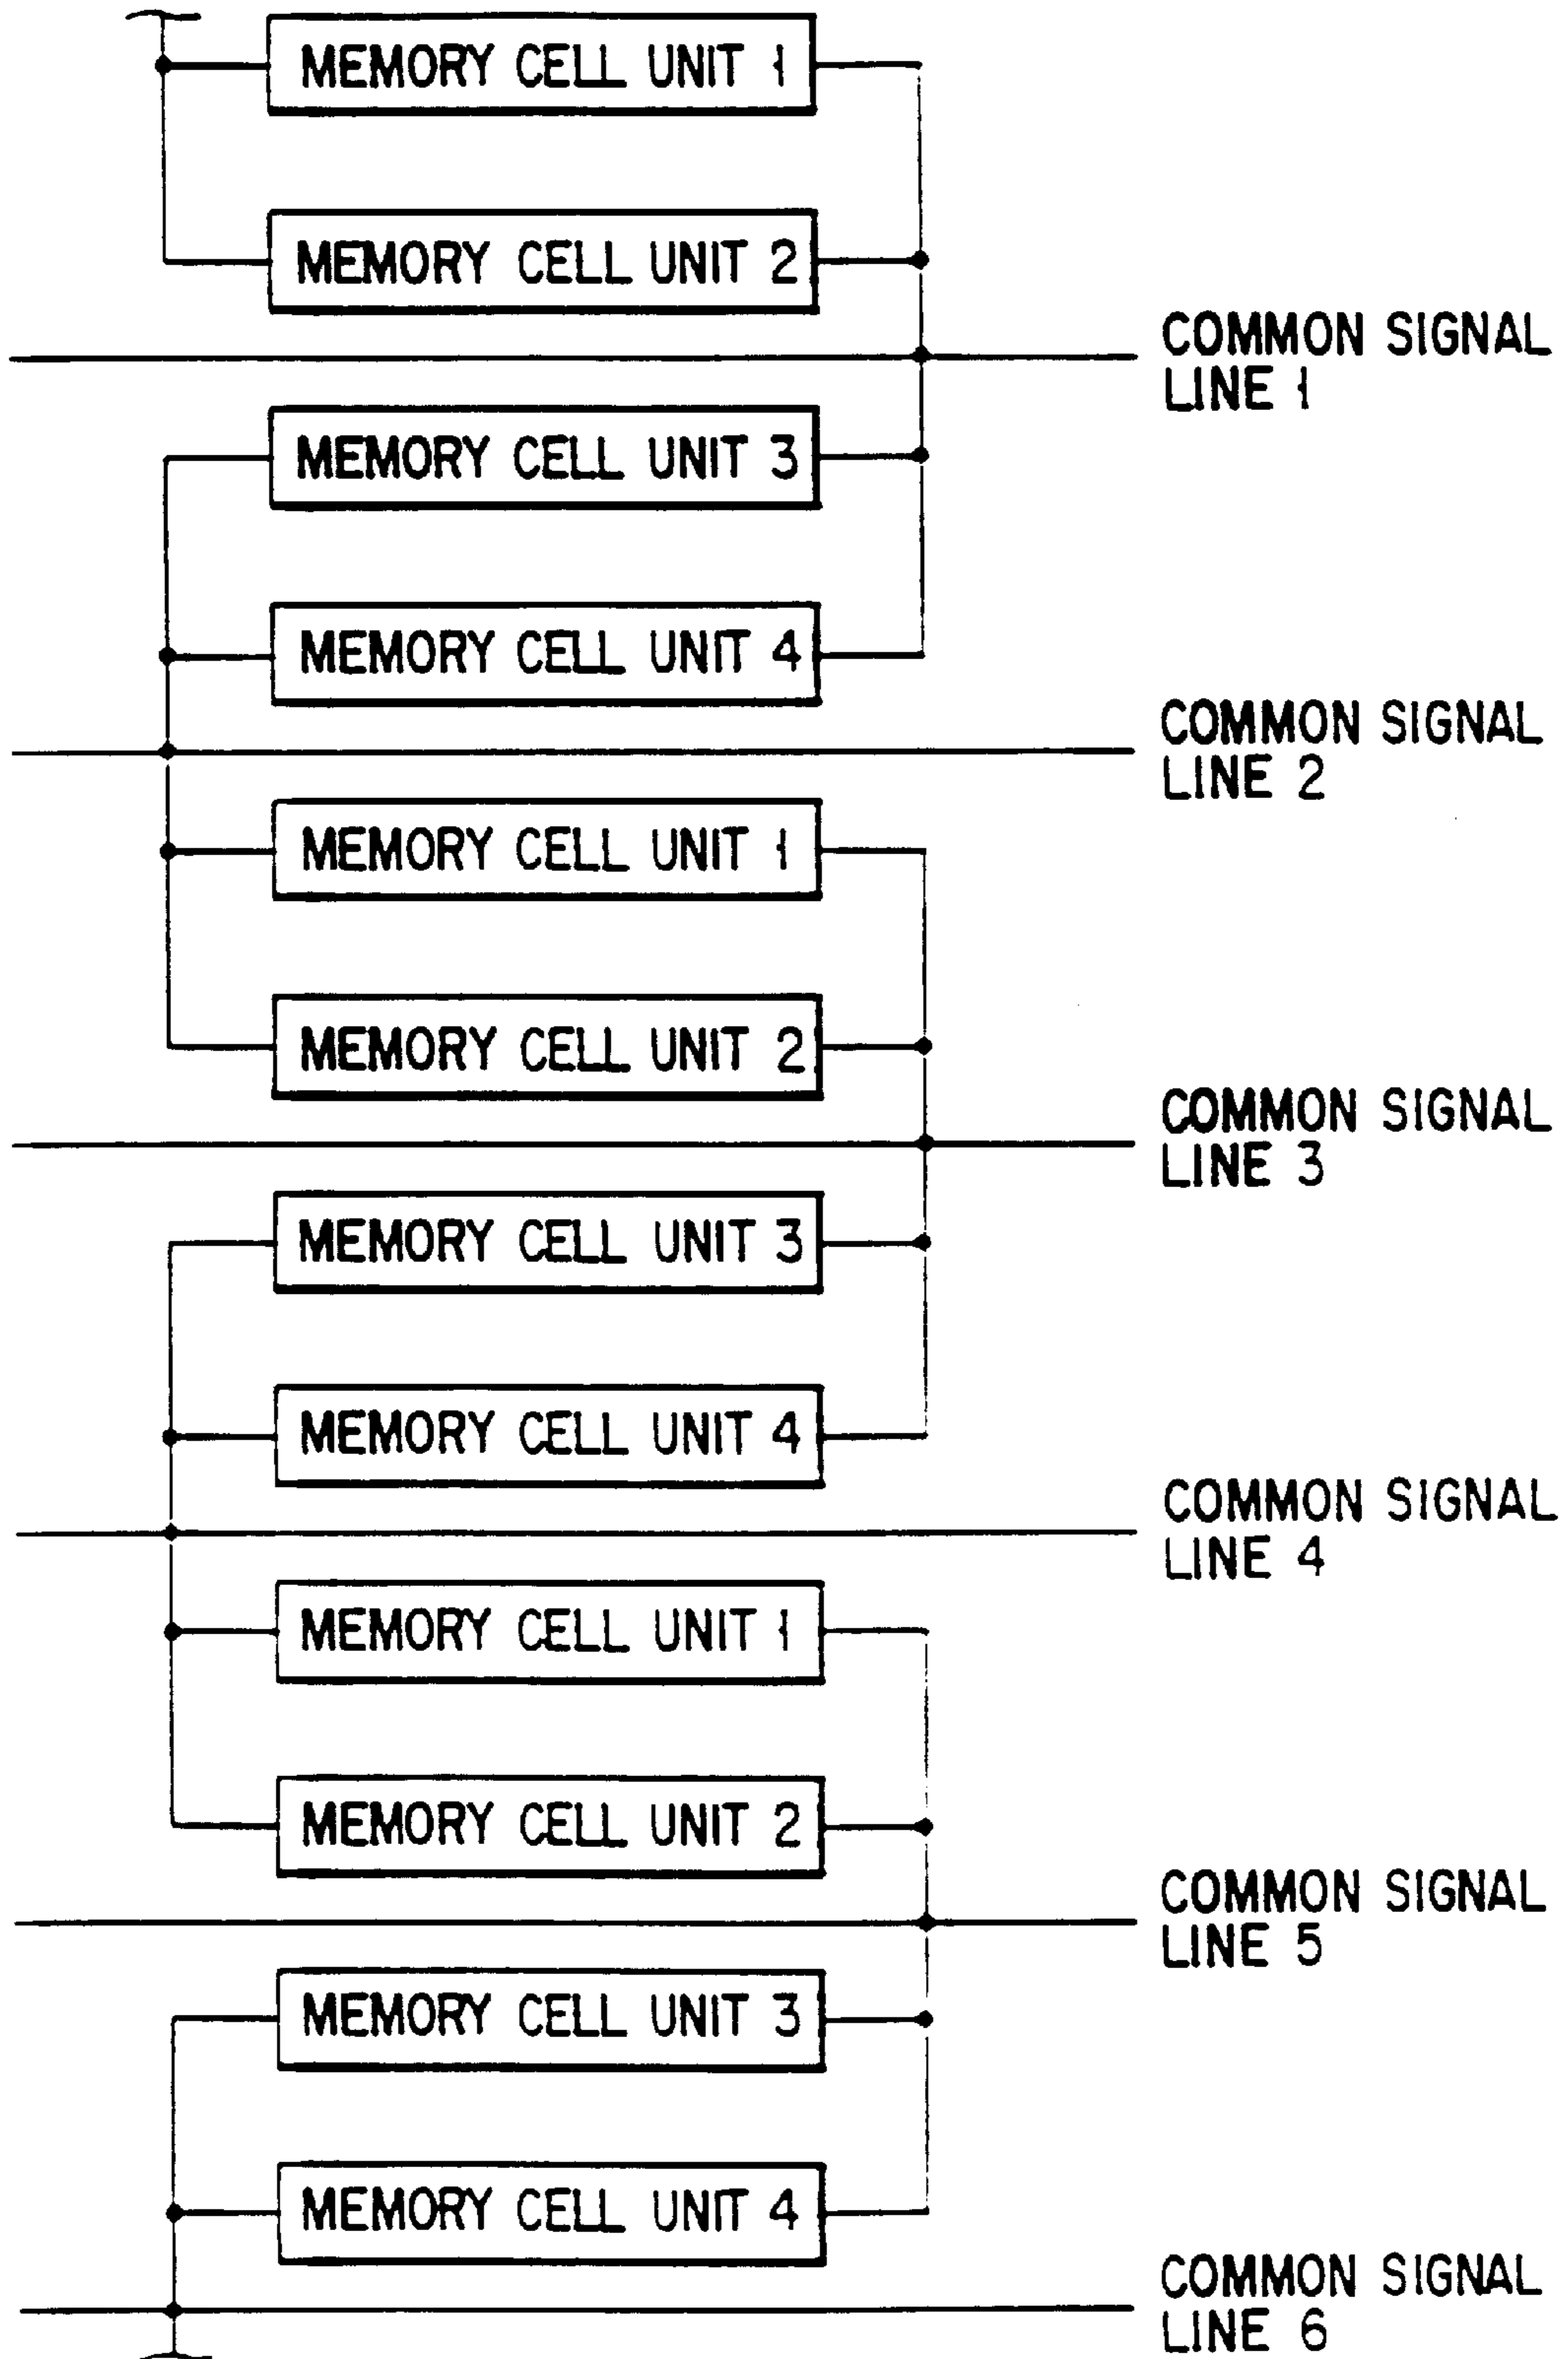 MEMORY CELL UNIT 1
MEMORY CELL UNIT 2
COMMON SIGNAL
LINE 1
MEMORY CELL UNIT 3
MEMORY CELL UNIT 4
COMMON SIGNAL
LINE 2
MEMORY CELL UNIT 1
MEMORY CELL UNIT 2
COMMON SIGNAL
LINE 3
MEMORY CELL UNIT 3
MEMORY CELL UNIT 4
COMMON SIGNAL
LINE 4
MEMORY CELL UNIT 1
MEMORY CELL UNIT 2
COMMON SIGNAL
LINE 5
MEMORY CELL UNIT 3
MEMORY CELL UNIT 4
COMMON SIGNAL
LINE 6